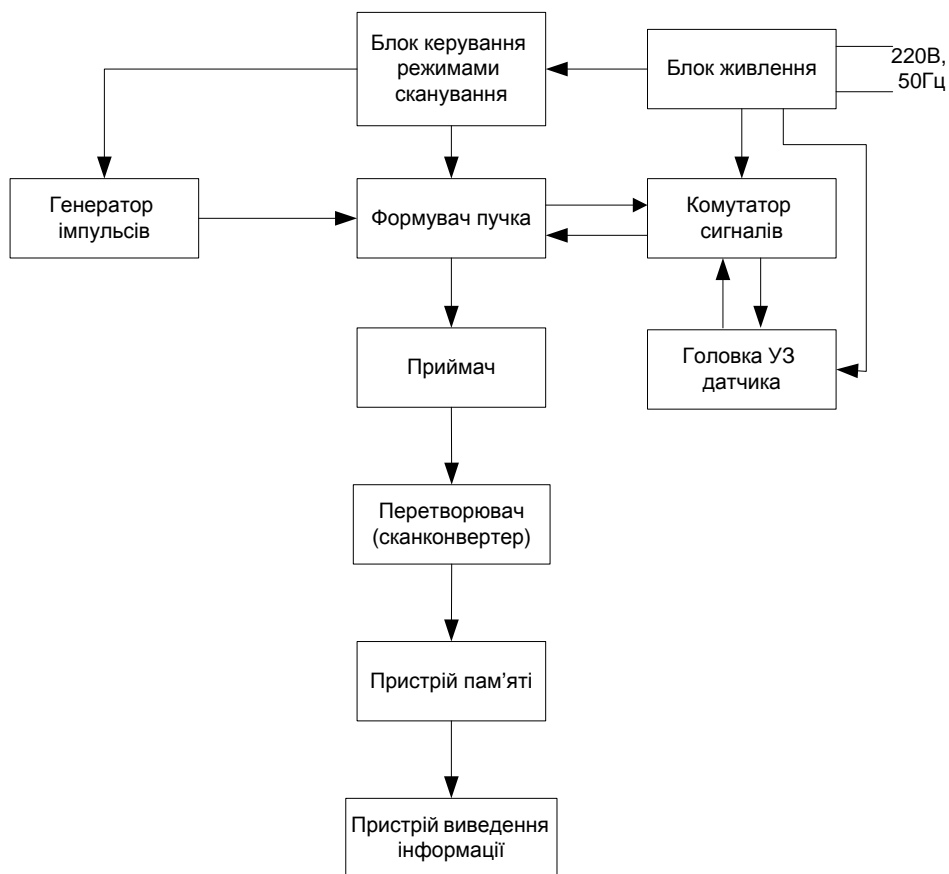 Блок керування
режимами
сканування
Блок живлення
220В,
50Гц
Генератор
імпульсів
Формувач пучка
Комутатор
сигналів
Приймач
Головка УЗ
датчика
Перетворювач
(сканконвертер)
Пристрій пам’яті
Пристрій виведення
інформації